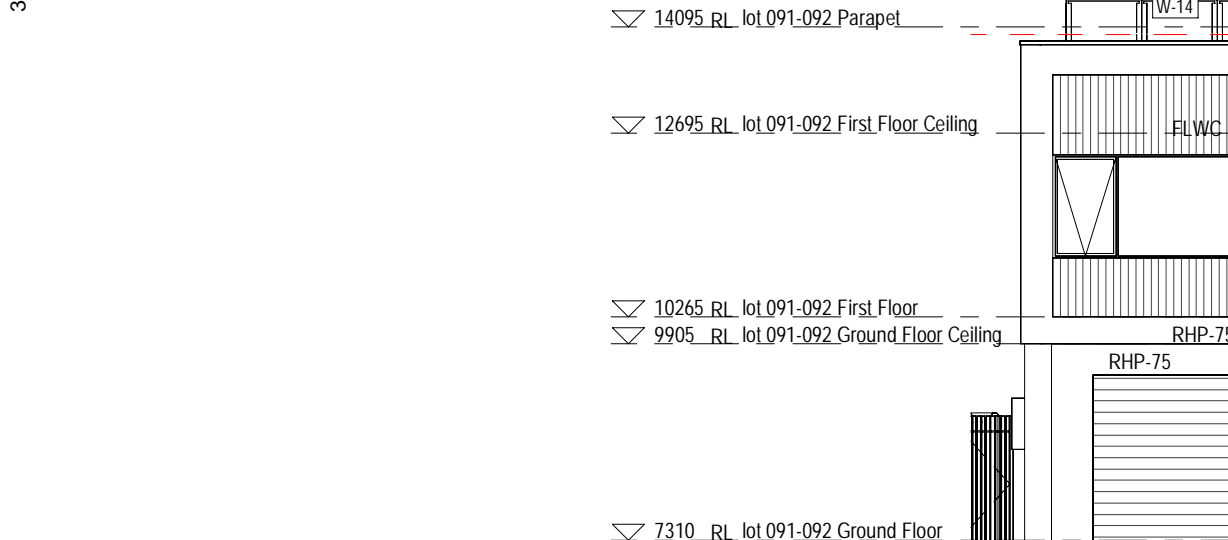 3
14095 RL lot 091-092 Parapet
W-14
12695 RL lot 091-092 First Floor Ceiling
FLWC
10265 RL lot 091-092 First Floor
9905 RL lot 091-092 Ground Floor Ceiling
RHP-75
RHP-75
7310 RL lot 091-092 Ground Floor